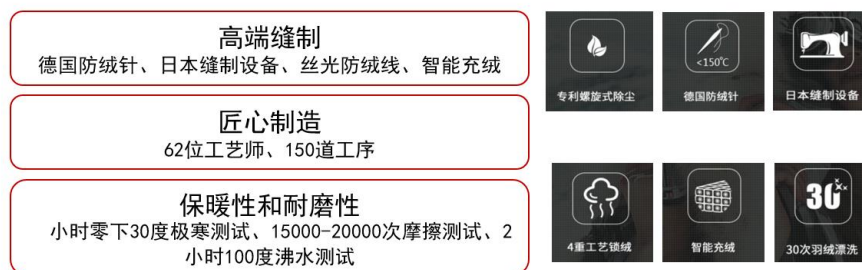 高端缝制
德国防绒针、日本缝制设备、丝光防绒线、智能充绒
匠心制造
62位工艺师、150道工序
保暖性和耐磨性
小时零下30度极寒测试、15000-20000次摩擦测试、2
小时100度沸水测试
专利螺旋式除尘
<150℃
德国防绒针
日本缝制设备
4重工艺锁绒
智能充绒
30
30次羽绒漂洗